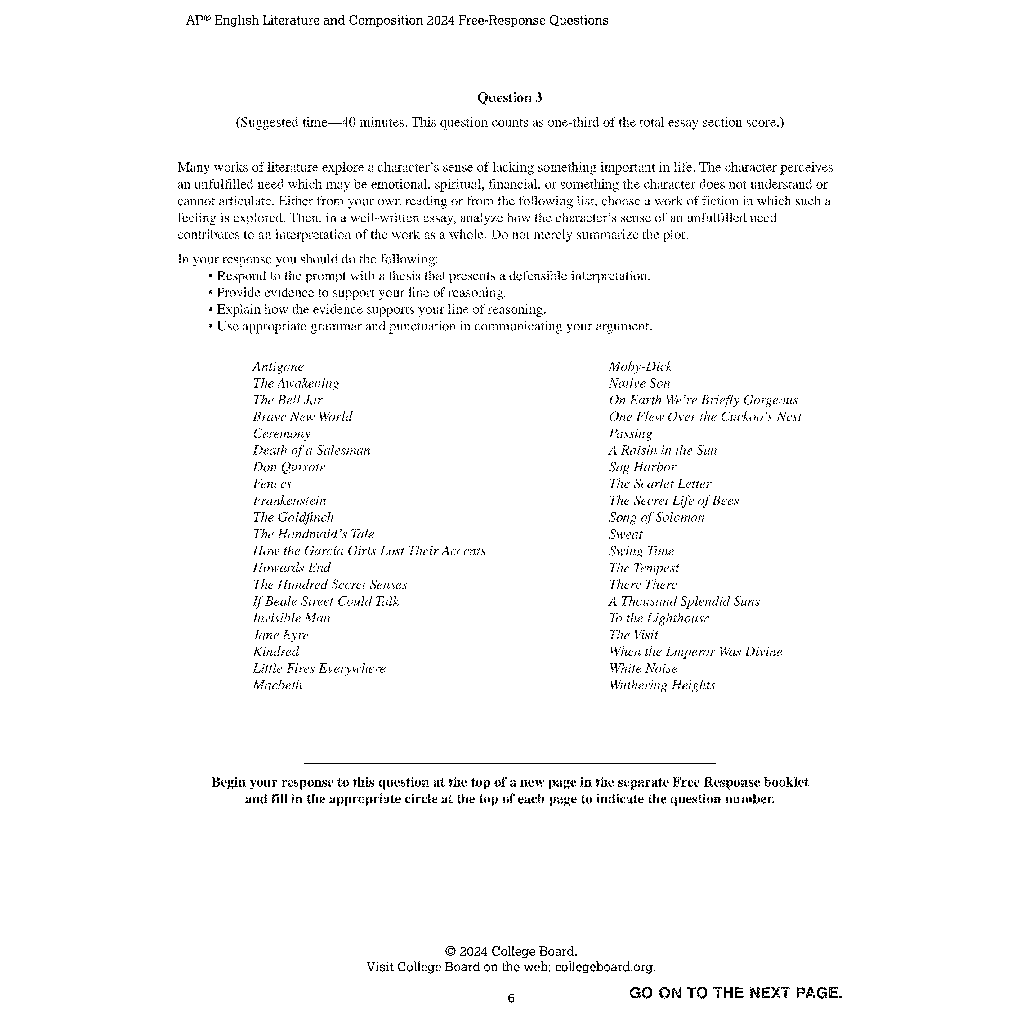 AP® English Literature and Composition 2024 Free-Response Questions
Question 3
(Suggested time—40 minutes. This question counts as one-third of the total essay section score.)
Many works of literature explore a character's sense of lacking something important in life. The character perceives
an unfulfilled need which may be emotional, spiritual, financial, or something the character does not understand or
cannot articulate. Either from your own reading or from the following list, choose a work of fiction in which such a
feeling is explored. Then, in a well-written essay, analyze how the character's sense of an unfulfilled need
contributes to an interpretation of the work as a whole. Do not merely summarize the plot.
In your response you should do the following:
• Respond to the prompt with a thesis that presents a defensible interpretation.
• Provide evidence to support your line of reasoning.
• Explain how the evidence supports your line of reasoning.
• Use appropriate grammar and punctuation in communicating your argument.
Antigone
The Awakening
The Bell Jar
Brave New World
Ceremony
Death of a Salesman
Don Quixote
Fences
Frankenstein
The Goldfinch
The Handmaid's Tale
How the García Girls Lost Their Accents
Howards End
The Hundred Secret Senses
If Beale Street Could Talk
Invisible Man
Jane Eyre
Kindred
Little Fires Everywhere
Macbeth
Moby-Dick
Native Son
On Earth We're Briefly Gorgeous
One Flew Over the Cuckoo's Nest
Passing
A Raisin in the Sun
Sag Harbor
The Scarlet Letter
The Secret Life of Bees
Song of Solomon
Sweat
Swing Time
The Tempest
There There
A Thousand Splendid Suns
To the Lighthouse
The Visit
When the Emperor Was Divine
White Noise
Wuthering Heights
Begin your response to this question at the top of a new page in the separate Free Response booklet
and fill in the appropriate circle at the top of each page to indicate the question number.
© 2024 College Board.
Visit College Board on the web: collegeboard.org.
6
GO ON TO THE NEXT PAGE.